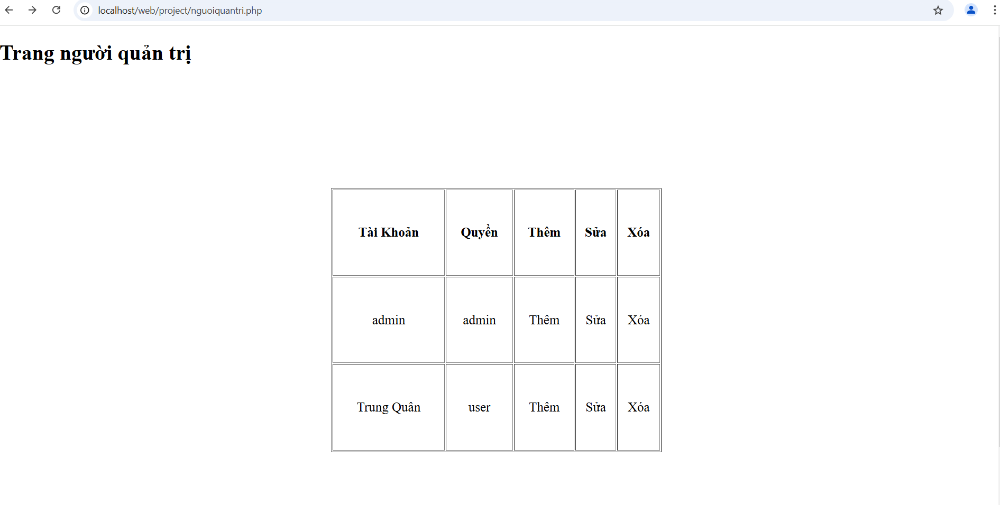 localhost/web/project/nguoiquantri.php
Trang người quản trị
Tài Khoản Quyền Thêm Sửa Xóa
admin admin Thêm Sửa Xóa
Trung Quân user Thêm Sửa Xóa